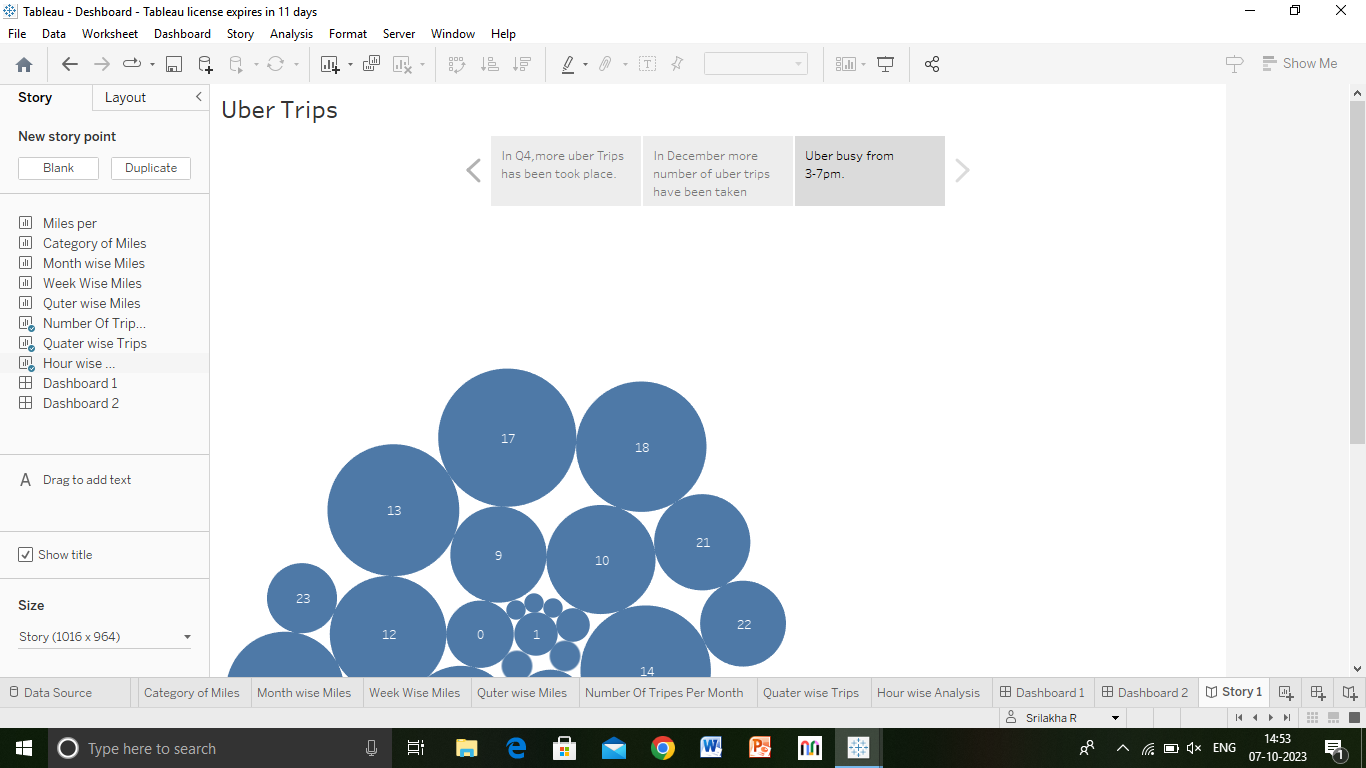 Tableau - Dashboard - Tableau license expires in 11 days
File Data Worksheet Dashboard Story Analysis Format Server Window Help
Show Me
Story Layout
New story point
Blank Duplicate
Miles per
Category of Miles
Month wise Miles
Week Wise Miles
Quter wise Miles
Number Of Trip...
Quater wise Trips
Hour wise ...
Dashboard 1
Dashboard 2
A Drag to add text
Show title
Size
Story (1016 x 964)
Uber Trips
In Q4,more uber Trips
has been took place.
In December more
number of uber trips
have been taken
Uber busy from
3-7pm.
17
18
13
9
10
21
23
12
0
1
22
14
Data Source Category of Miles Month wise Miles Week Wise Miles Quter wise Miles Number Of Tripes Per Month Quater wise Trips Hour wise Analysis Dashboard 1 Dashboard 2 Story 1
Srilakha R
Type here to search
ENG
14:53
07-10-2023
1